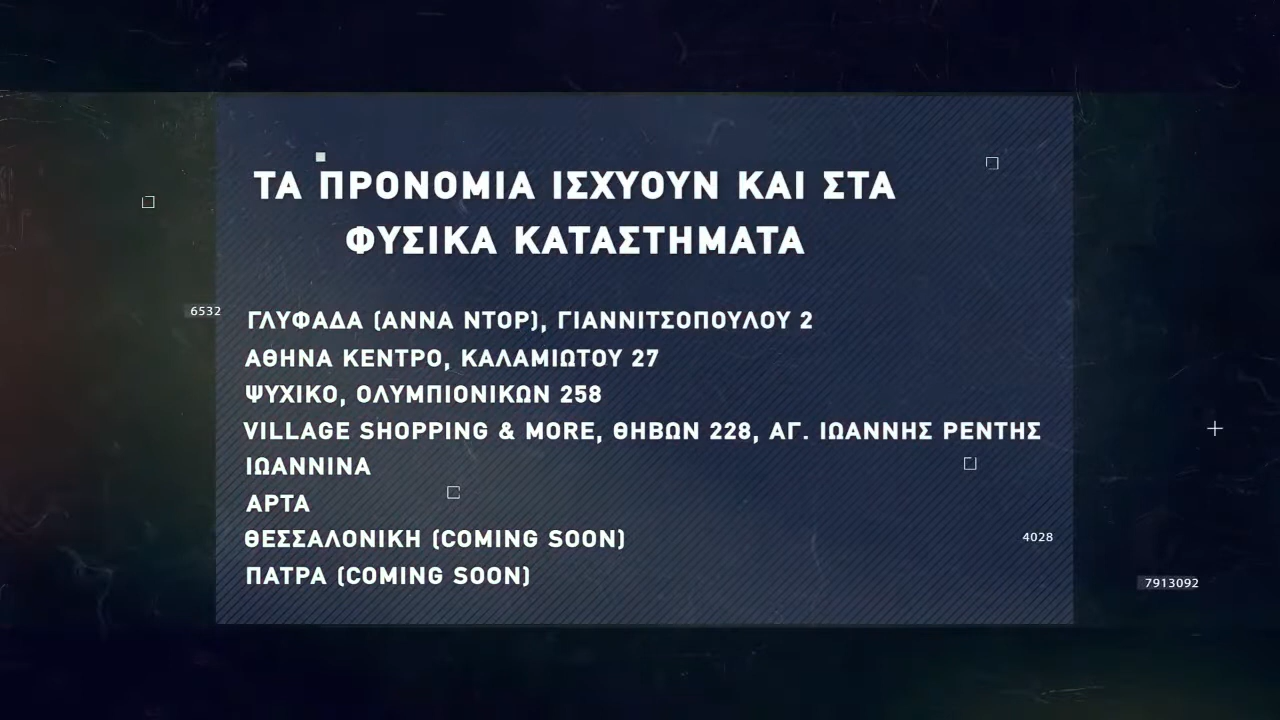 ΤΑ ΠΡΟΝΟΜΙΑ ΙΣΧΥΟΥΝ ΚΑΙ ΣΤΑ
ΦΥΣΙΚΑ ΚΑΤΑΣΤΗΜΑΤΑ
6532
ΓΛΥΦΑΔΑ (ΑΝΝΑ ΝΤΟΡ), ΓΙΑΝΝΙΤΣΟΠΟΥΛΟΥ 2
ΑΘΗΝΑ ΚΕΝΤΡΟ, ΚΑΛΑΜΙΩΤΟΥ 27
ΨΥΧΙΚΟ, ΟΛΥΜΠΙΟΝΙΚΩΝ 258
VILLAGE SHOPPING & MORE, ΘΗΒΩΝ 228, ΑΓ. ΙΩΑΝΝΗΣ ΡΕΝΤΗΣ
ΙΩΑΝΝΙΝΑ
ΑΡΤΑ
ΘΕΣΣΑΛΟΝΙΚΗ (COMING SOON)
4028
ΠΑΤΡΑ (COMING SOON)
7913092